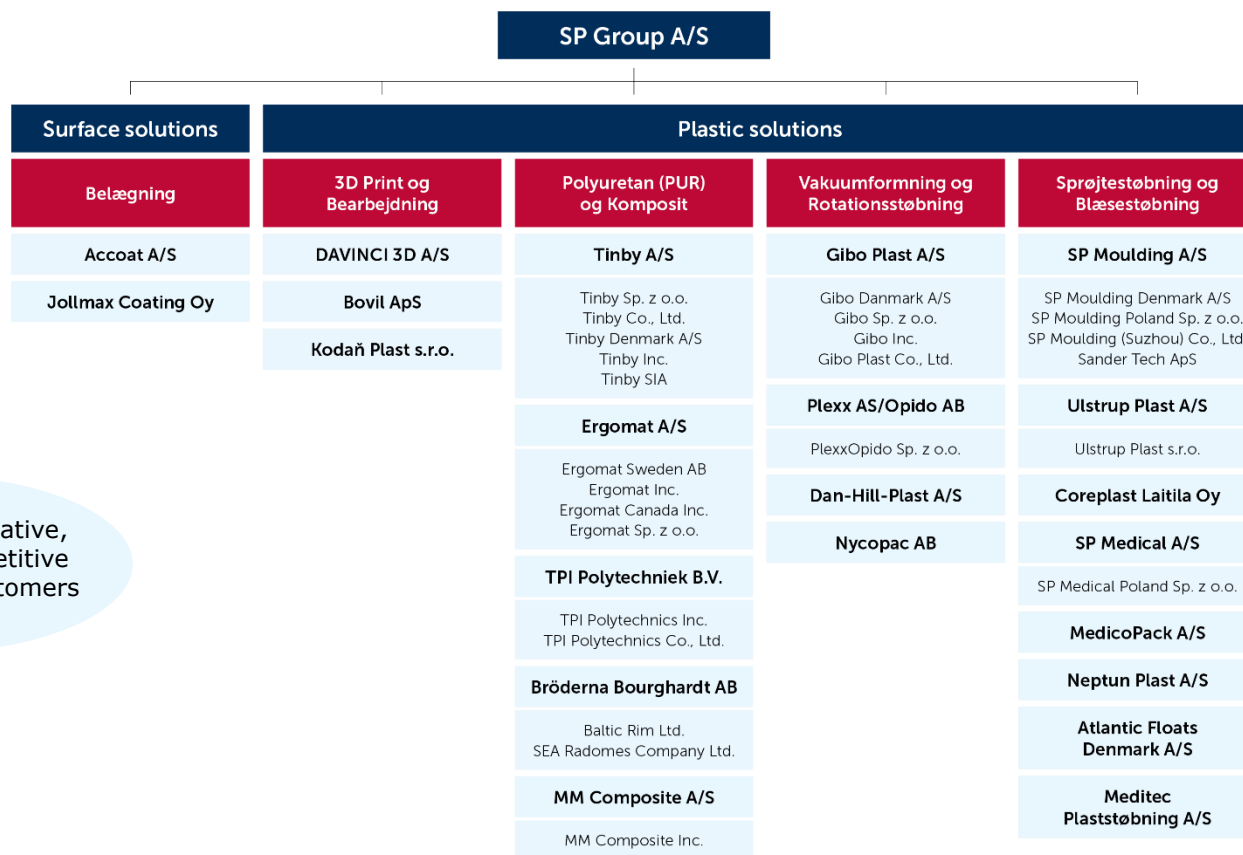 SP Group A/S
Surface solutions
Plastic solutions
Belægning
Accoat A/S
Jollmax Coating Oy
3D Print og
Bearbejdning
DAVINCI 3D A/S
Bovil ApS
Kodaň Plast s.r.o.
Polyuretan (PUR)
og Komposit
Tinby A/S
Tinby Sp. z o.o.
Tinby Co., Ltd.
Tinby Denmark A/S
Tinby Inc.
Tinby SIA
Ergomat A/S
Ergomat Sweden AB
Ergomat Inc.
Ergomat Canada Inc.
Ergomat Sp. z o.o.
TPI Polytechniek B.V.
TPI Polytechnics Inc.
TPI Polytechnics Co., Ltd.
Bröderna Bourghardt AB
Baltic Rim Ltd.
SEA Radomes Company Ltd.
MM Composite A/S
MM Composite Inc.
Vakuumformning og
Rotationsstøbning
Gibo Plast A/S
Gibo Danmark A/S
Gibo Sp. z o.o.
Gibo Inc.
Gibo Plast Co., Ltd.
Plexx AS/Opido AB
PlexxOpido Sp. z o.o.
Dan-Hill-Plast A/S
Nycopac AB
Sprøjtestøbning og
Blæsestøbning
SP Moulding A/S
SP Moulding Denmark A/S
SP Moulding Poland Sp. z o.o.
SP Moulding (Suzhou) Co., Ltd
Sander Tech ApS
Ulstrup Plast A/S
Ulstrup Plast s.r.o.
Coreplast Laitila Oy
SP Medical A/S
SP Medical Poland Sp. z o.o.
MedicoPack A/S
Neptun Plast A/S
Atlantic Floats
Denmark A/S
Meditec
Plaststøbning A/S
ative,
etitive
tomers